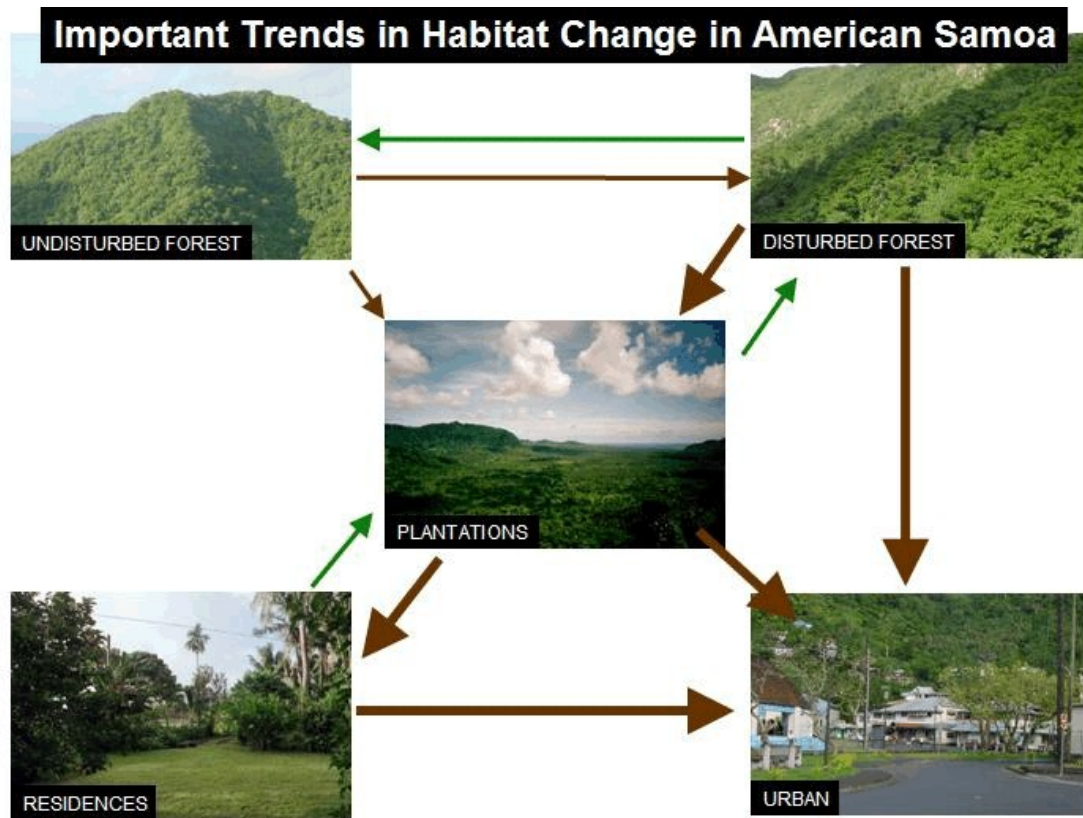 Important Trends in Habitat Change in American Samoa
UNDISTURBED FOREST
DISTURBED FOREST
PLANTATIONS
RESIDENCES
URBAN